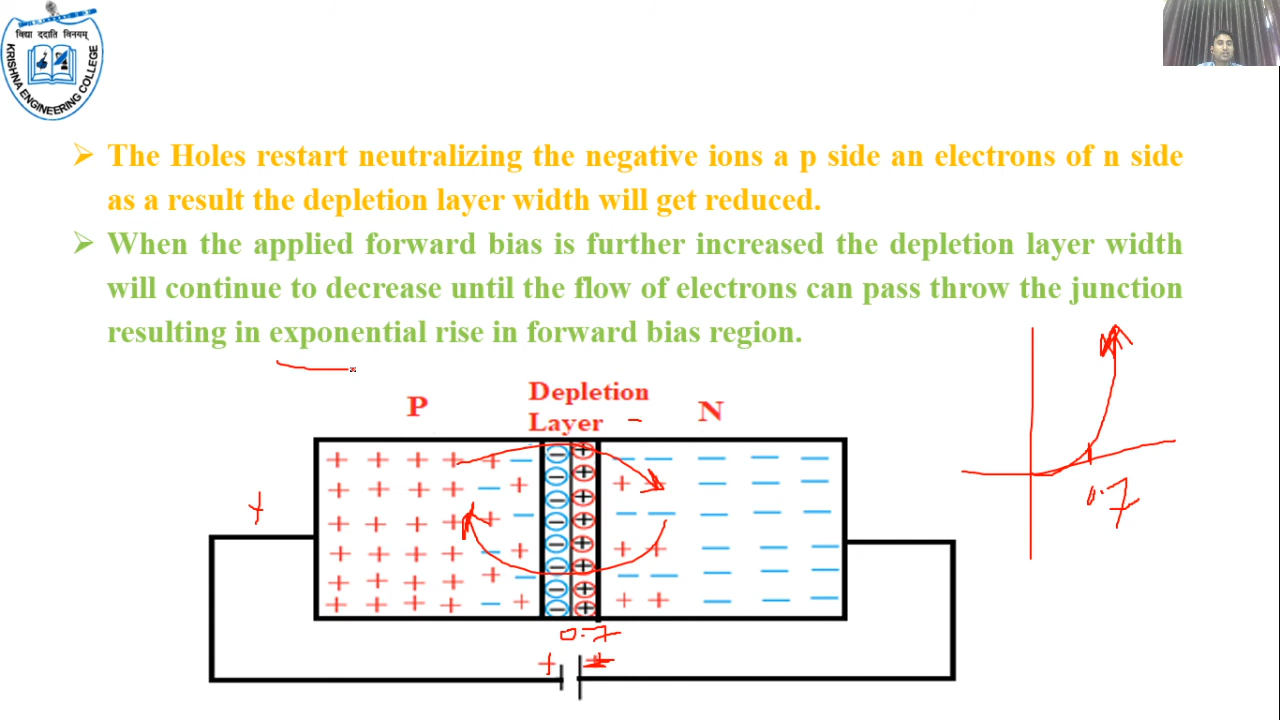 विद्या ददाति विनयम्
KRISHNA ENGINEERING COLLEGE
The Holes restart neutralizing the negative ions a p side an electrons of n side
as a result the depletion layer width will get reduced.
When the applied forward bias is further increased the depletion layer width
will continue to decrease until the flow of electrons can pass throw the junction
resulting in exponential rise in forward bias region.
P
Depletion
Layer
N
0.7
0.7